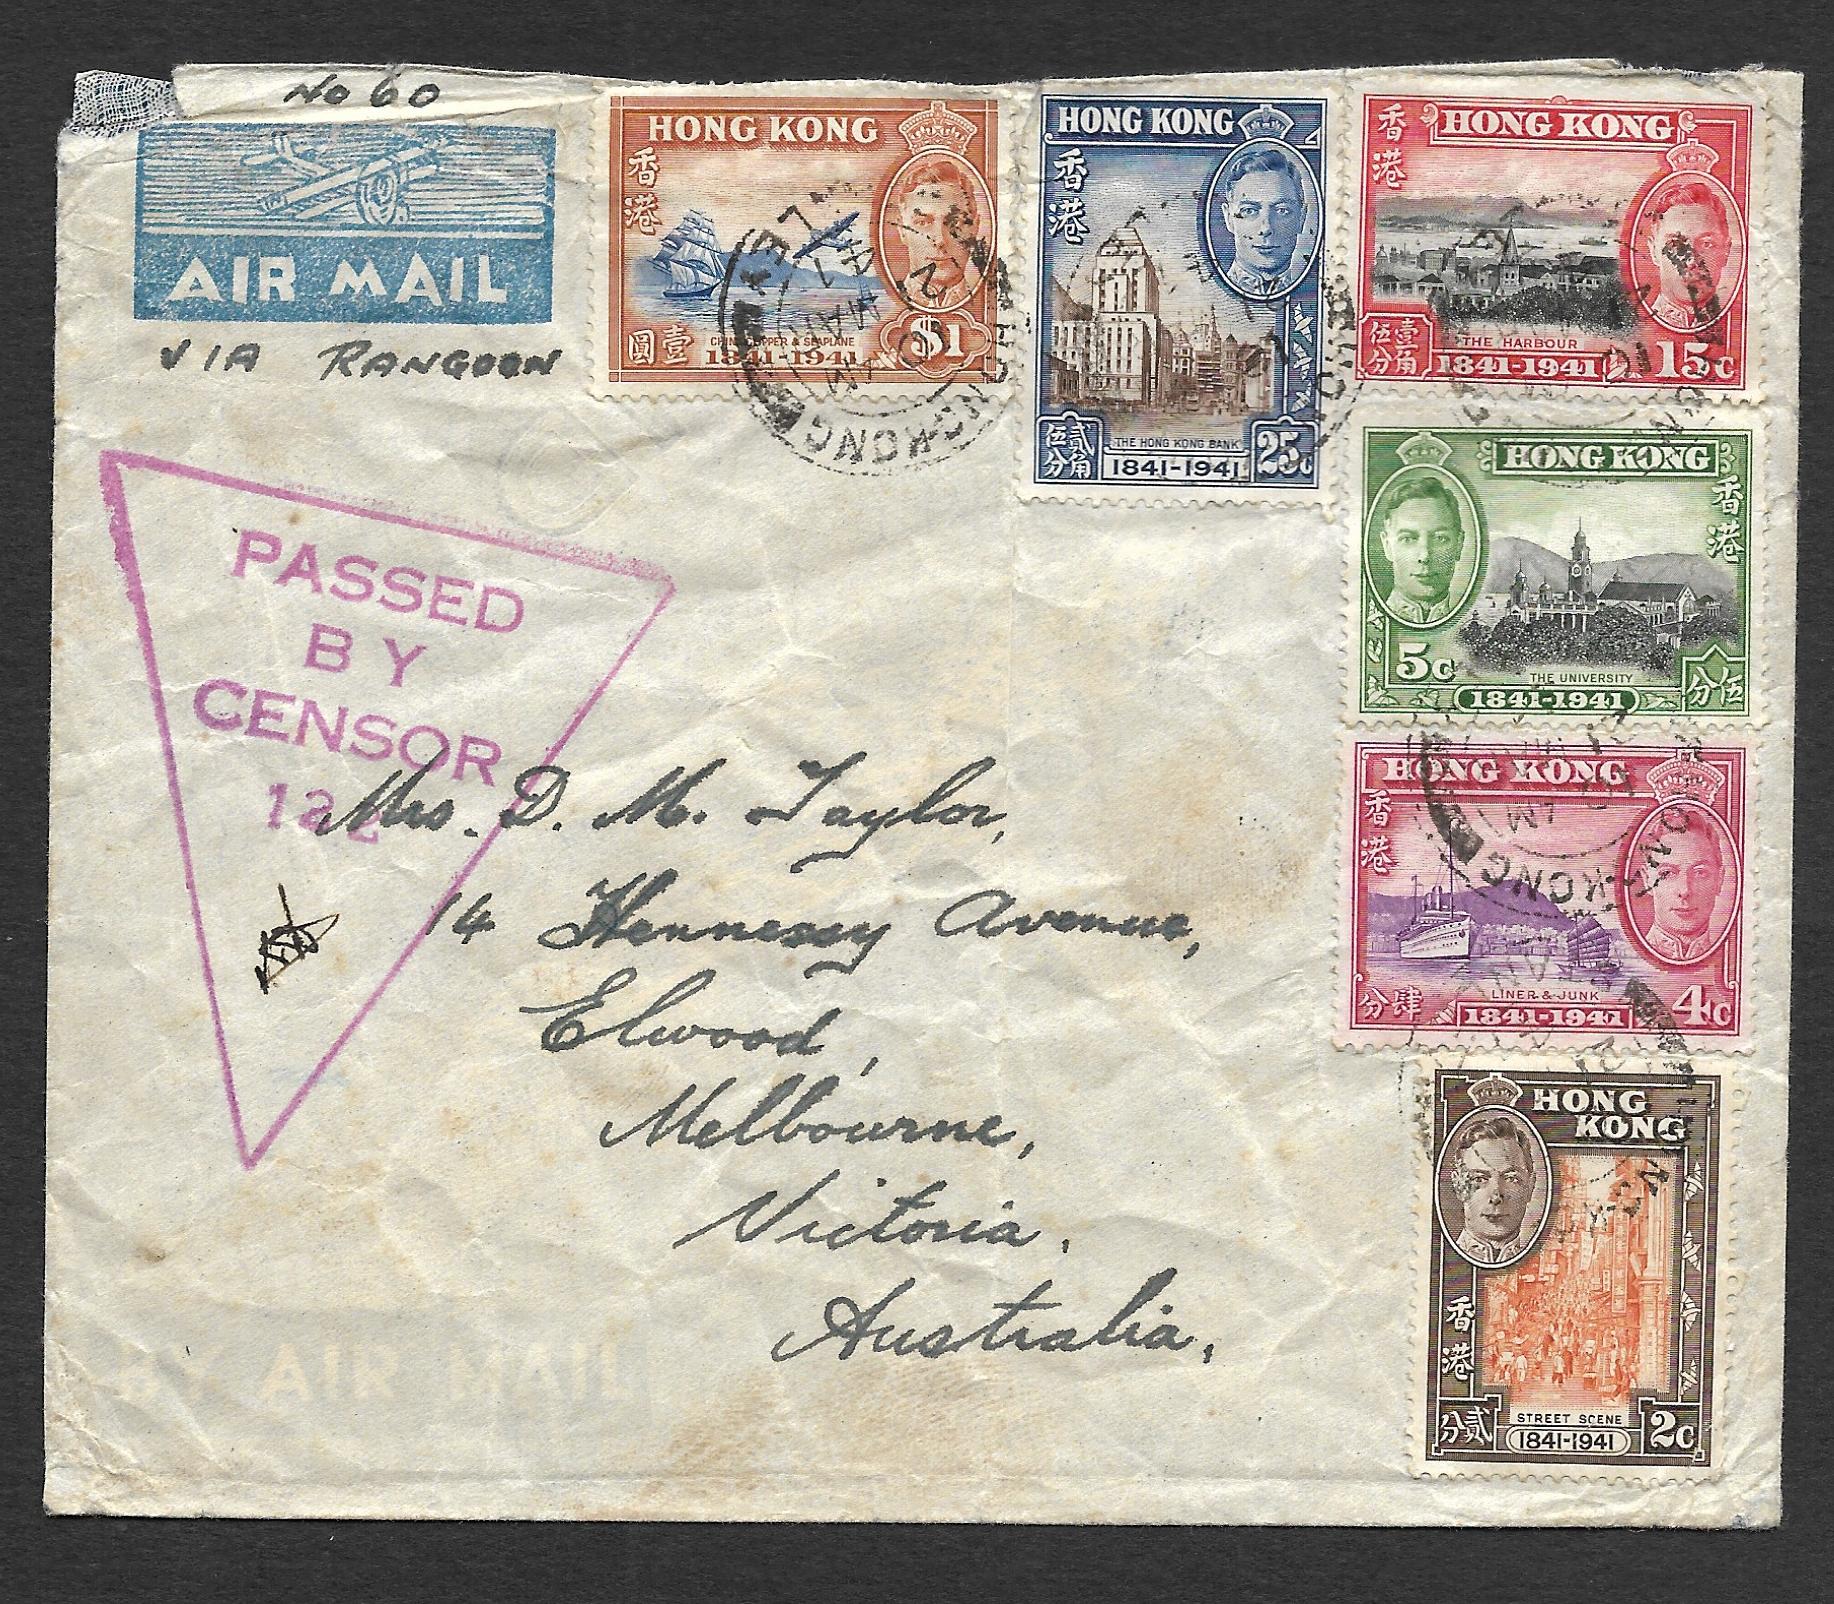 No 60
AIR MAIL
VIA RANGOON
HONG KONG
香港
壹圓
CHINA CLIPPER & SEAPLANE
1841-1941
$1
HONG KONG
香港
THE HONG KONG BANK
貳角伍分
1841-1941
25c
HONG KONG
香港
THE HARBOUR
壹角伍分
1841-1941
15c
HONG KONG
香港
5c
THE UNIVERSITY
1841-1941
伍分
HONG KONG
香港
LINER & JUNK
肆分
1841-1941
4c
HONG
KONG
香港
STREET SCENE
貳分
1841-1941
2c
PASSED
BY
CENSOR
122
Mrs. D. M. Taylor,
14 Hennessy Avenue,
Elwood,
Melbourne,
Victoria.
Australia,
BY AIR MAIL